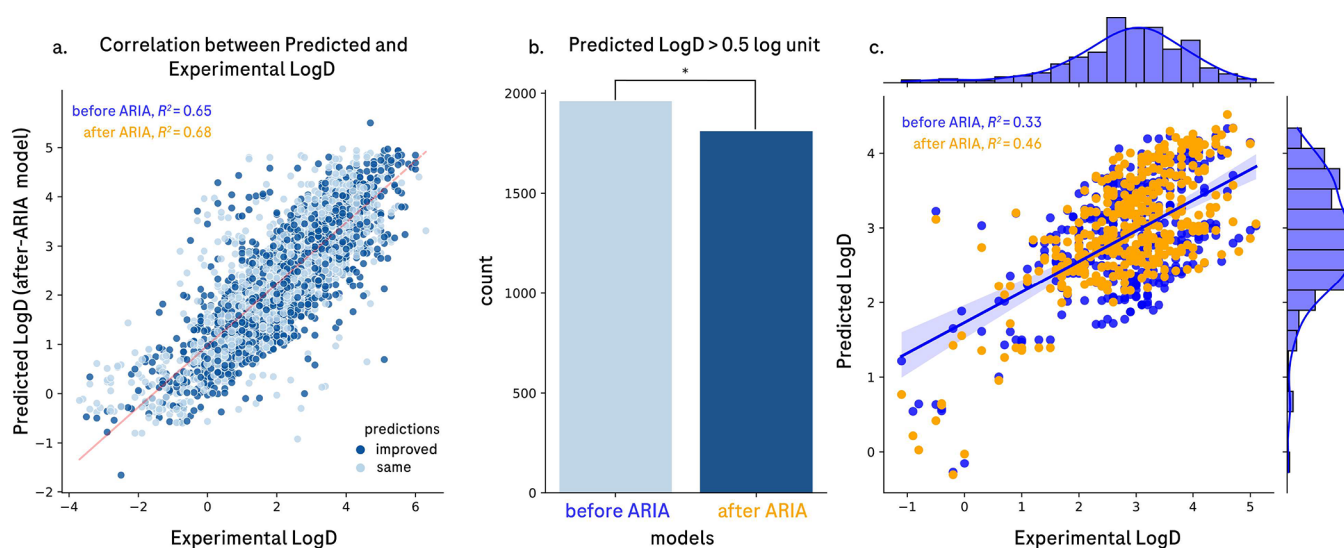 a.
Correlation between Predicted and
Experimental LogD
before ARIA, R²= 0.65
after ARIA, R²= 0.68
Predicted LogD (after-ARIA model)
5
4
3
2
1
0
−1
−2
predictions
improved
same
−4
−2
0
2
4
6
Experimental LogD
b.
Predicted LogD > 0.5 log unit
*
2000
1500
1000
500
0
count
before ARIA
after ARIA
models
c.
before ARIA, R²= 0.33
after ARIA, R²= 0.46
Predicted LogD
4
3
2
1
0
−1
0
1
2
3
4
5
Experimental LogD